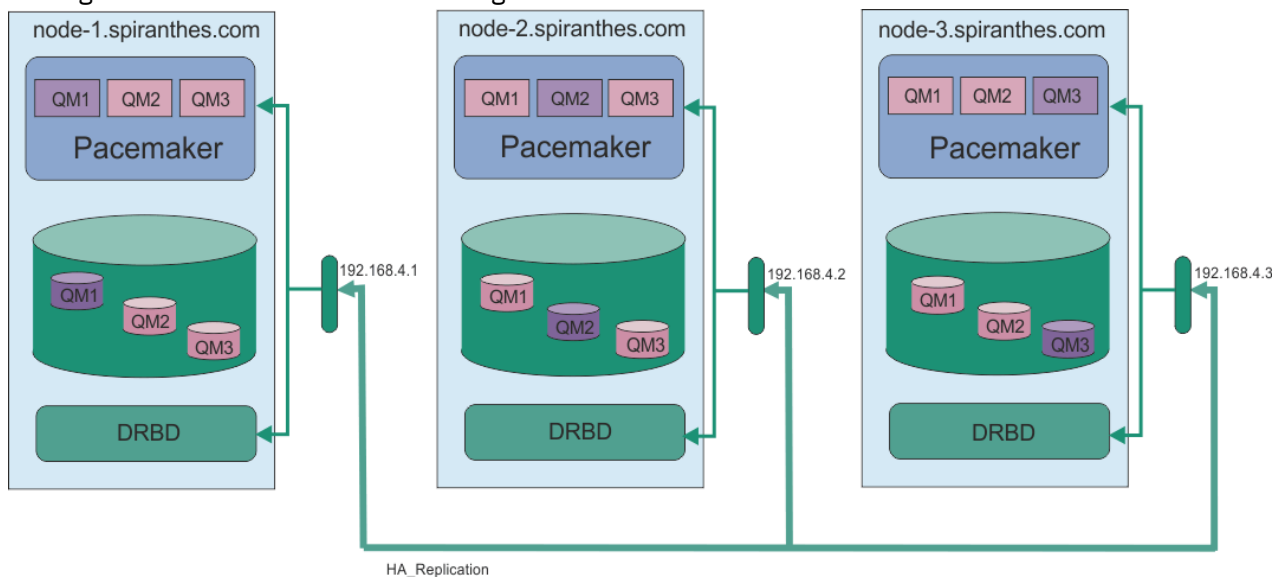 node-1.spiranthes.com
QM1 QM2 QM3
Pacemaker
QM1
QM2
QM3
DRBD
192.168.4.1
node-2.spiranthes.com
QM1 QM2 QM3
Pacemaker
QM1
QM2
QM3
DRBD
192.168.4.2
node-3.spiranthes.com
QM1 QM2 QM3
Pacemaker
QM1
QM2
QM3
DRBD
192.168.4.3
HA_Replication